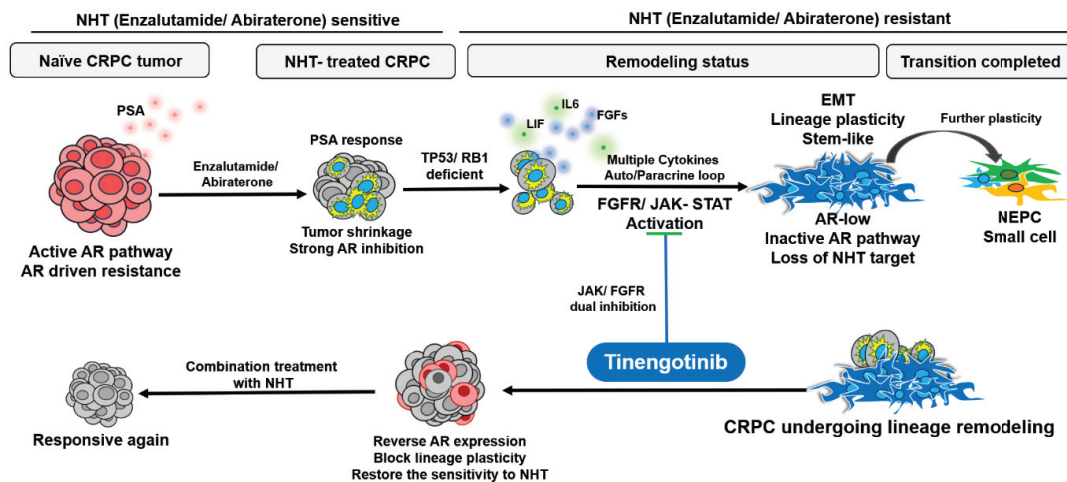 NHT (Enzalutamide/ Abiraterone) sensitive
NHT (Enzalutamide/ Abiraterone) resistant
Naïve CRPC tumor
NHT- treated CRPC
Remodeling status
Transition completed
PSA
Enzalutamide/
Abiraterone
Active AR pathway
AR driven resistance
PSA response
Tumor shrinkage
Strong AR inhibition
TP53/ RB1
deficient
LIF
IL6
FGFs
Multiple Cytokines
Auto/Paracrine loop
FGFR/ JAK- STAT
Activation
EMT
Lineage plasticity
Stem-like
AR-low
Inactive AR pathway
Loss of NHT target
Further plasticity
NEPC
Small cell
JAK/ FGFR
dual inhibition
Tinengotinib
CRPC undergoing lineage remodeling
Reverse AR expression
Block lineage plasticity
Restore the sensitivity to NHT
Combination treatment
with NHT
Responsive again